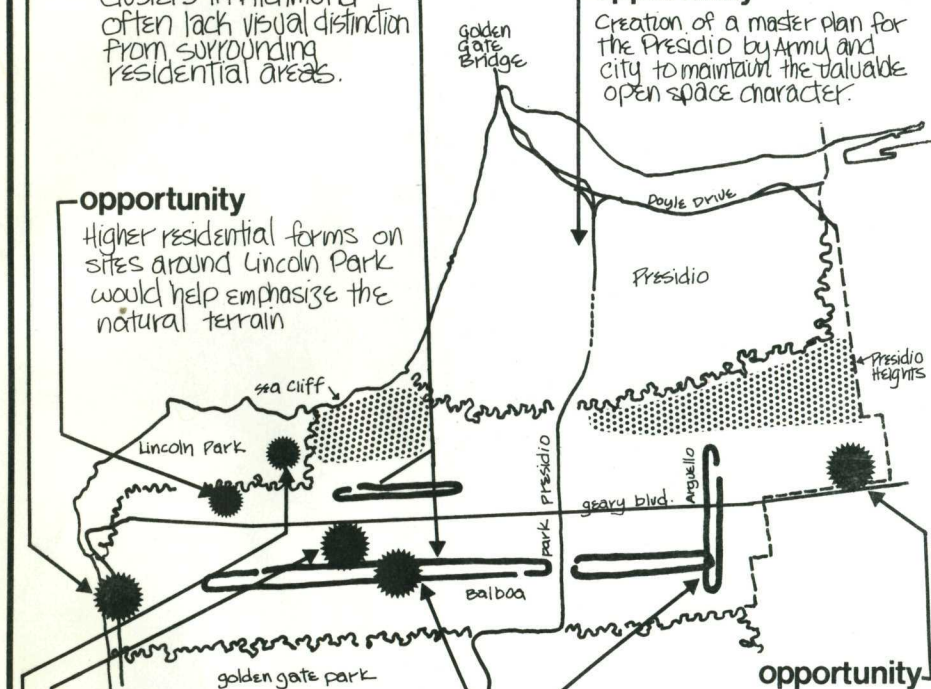 often lack visual distinction
from surrounding
residential areas.
golden
gate
Bridge
Creation of a master plan for
the Presidio by Army and
city to maintain the valuable
open space character.
opportunity
Higher residential forms on
sites around Lincoln Park
would help emphasize the
natural terrain
Doyle Drive
Presidio
Presidio
Heights
sea cliff
Lincoln Park
park presidio
Arguello
geary blvd.
Balboa
golden gate park
opportunity